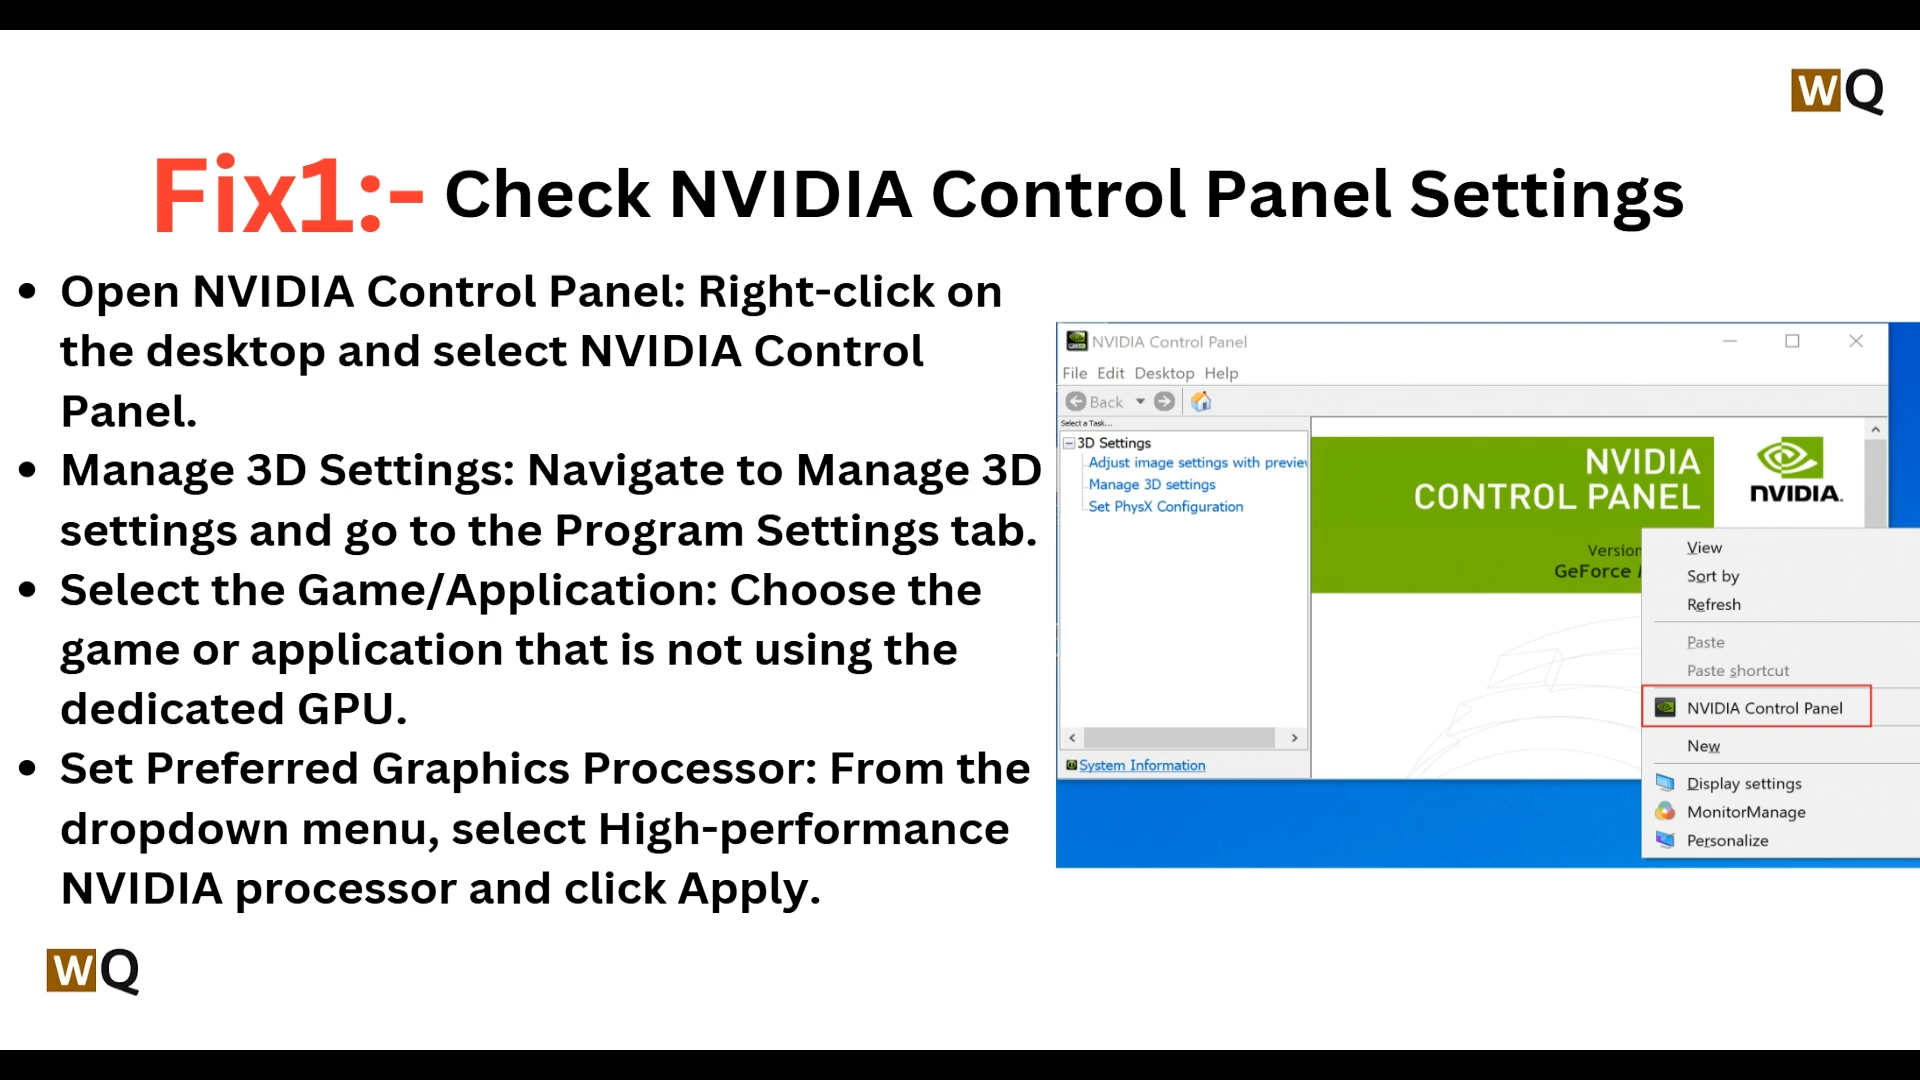 WQ
Fix1:- Check NVIDIA Control Panel Settings
• Open NVIDIA Control Panel: Right-click on
the desktop and select NVIDIA Control
Panel.
• Manage 3D Settings: Navigate to Manage 3D
settings and go to the Program Settings tab.
• Select the Game/Application: Choose the
game or application that is not using the
dedicated GPU.
• Set Preferred Graphics Processor: From the
dropdown menu, select High-performance
NVIDIA processor and click Apply.
NVIDIA Control Panel
File Edit Desktop Help
Back
Select a Task...
3D Settings
Adjust image settings with preview
Manage 3D settings
Set PhysX Configuration
System Information
NVIDIA
CONTROL PANEL
NVIDIA.
Version
GeForce
View
Sort by
Refresh
Paste
Paste shortcut
NVIDIA Control Panel
New
Display settings
MonitorManage
Personalize
WQ